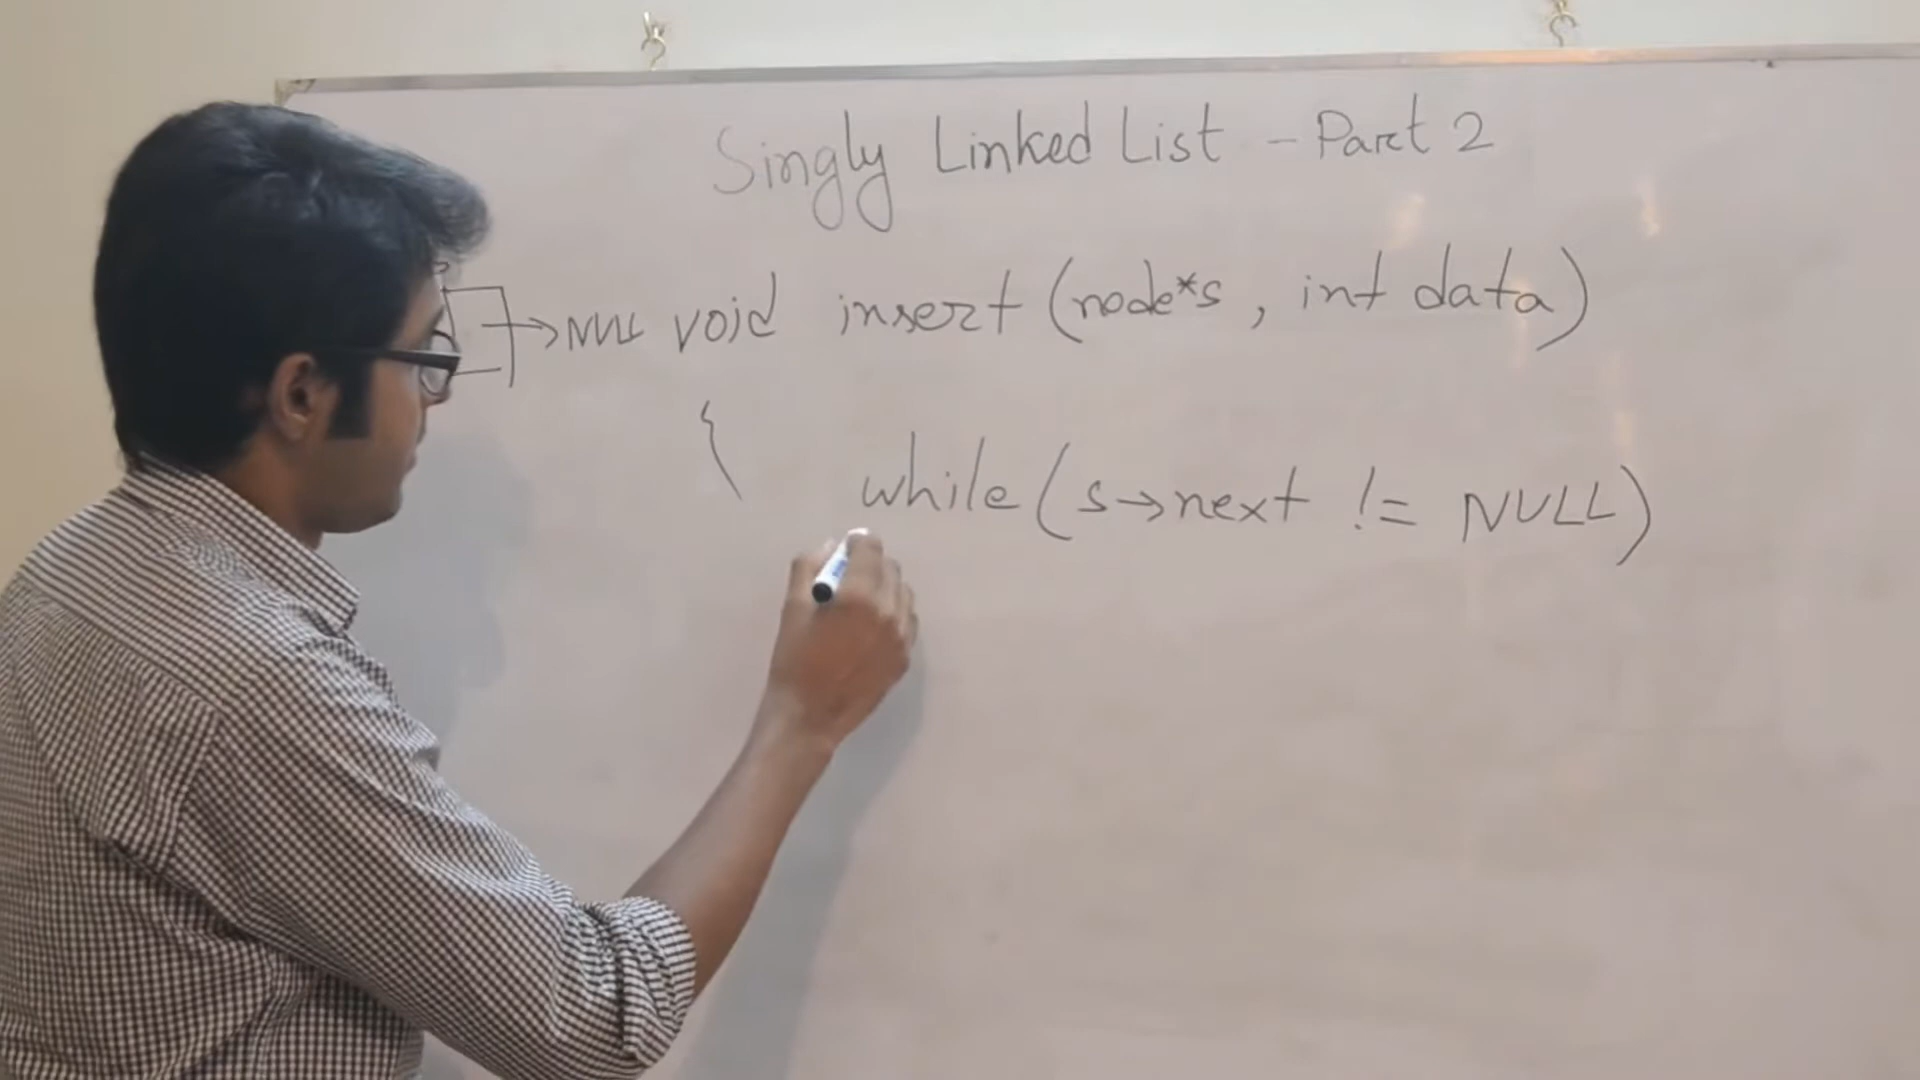 Singly Linked List - Part 2
→NULL void insert (node*s , int data)
{
while (s→next != NULL)